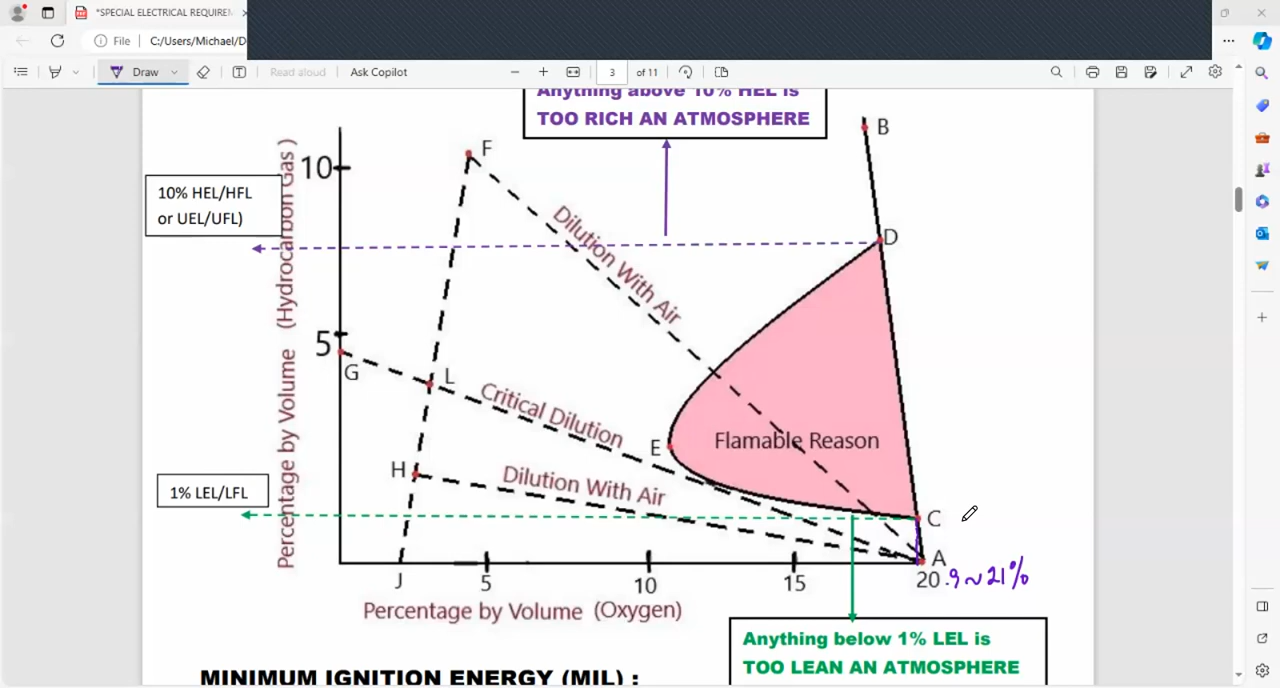 *SPECIAL ELECTRICAL REQUIREM
File C:/Users/Michael/D
Draw
Read aloud
Ask Copilot
3 of 11
Anything above 10% HEL is
TOO RICH AN ATMOSPHERE
B
F
10
10% HEL/HFL
or UEL/UFL)
D
Dilution With Air
Percentage by Volume (Hydrocarbon Gas)
5
G
L
Critical Dilution
E
Flamable Reason
H
Dilution With Air
1% LEL/LFL
C
A
J
5
10
15
20 .9 ~ 21%
Percentage by Volume (Oxygen)
Anything below 1% LEL is
TOO LEAN AN ATMOSPHERE
MINIMUM IGNITION ENERGY (MIL) :